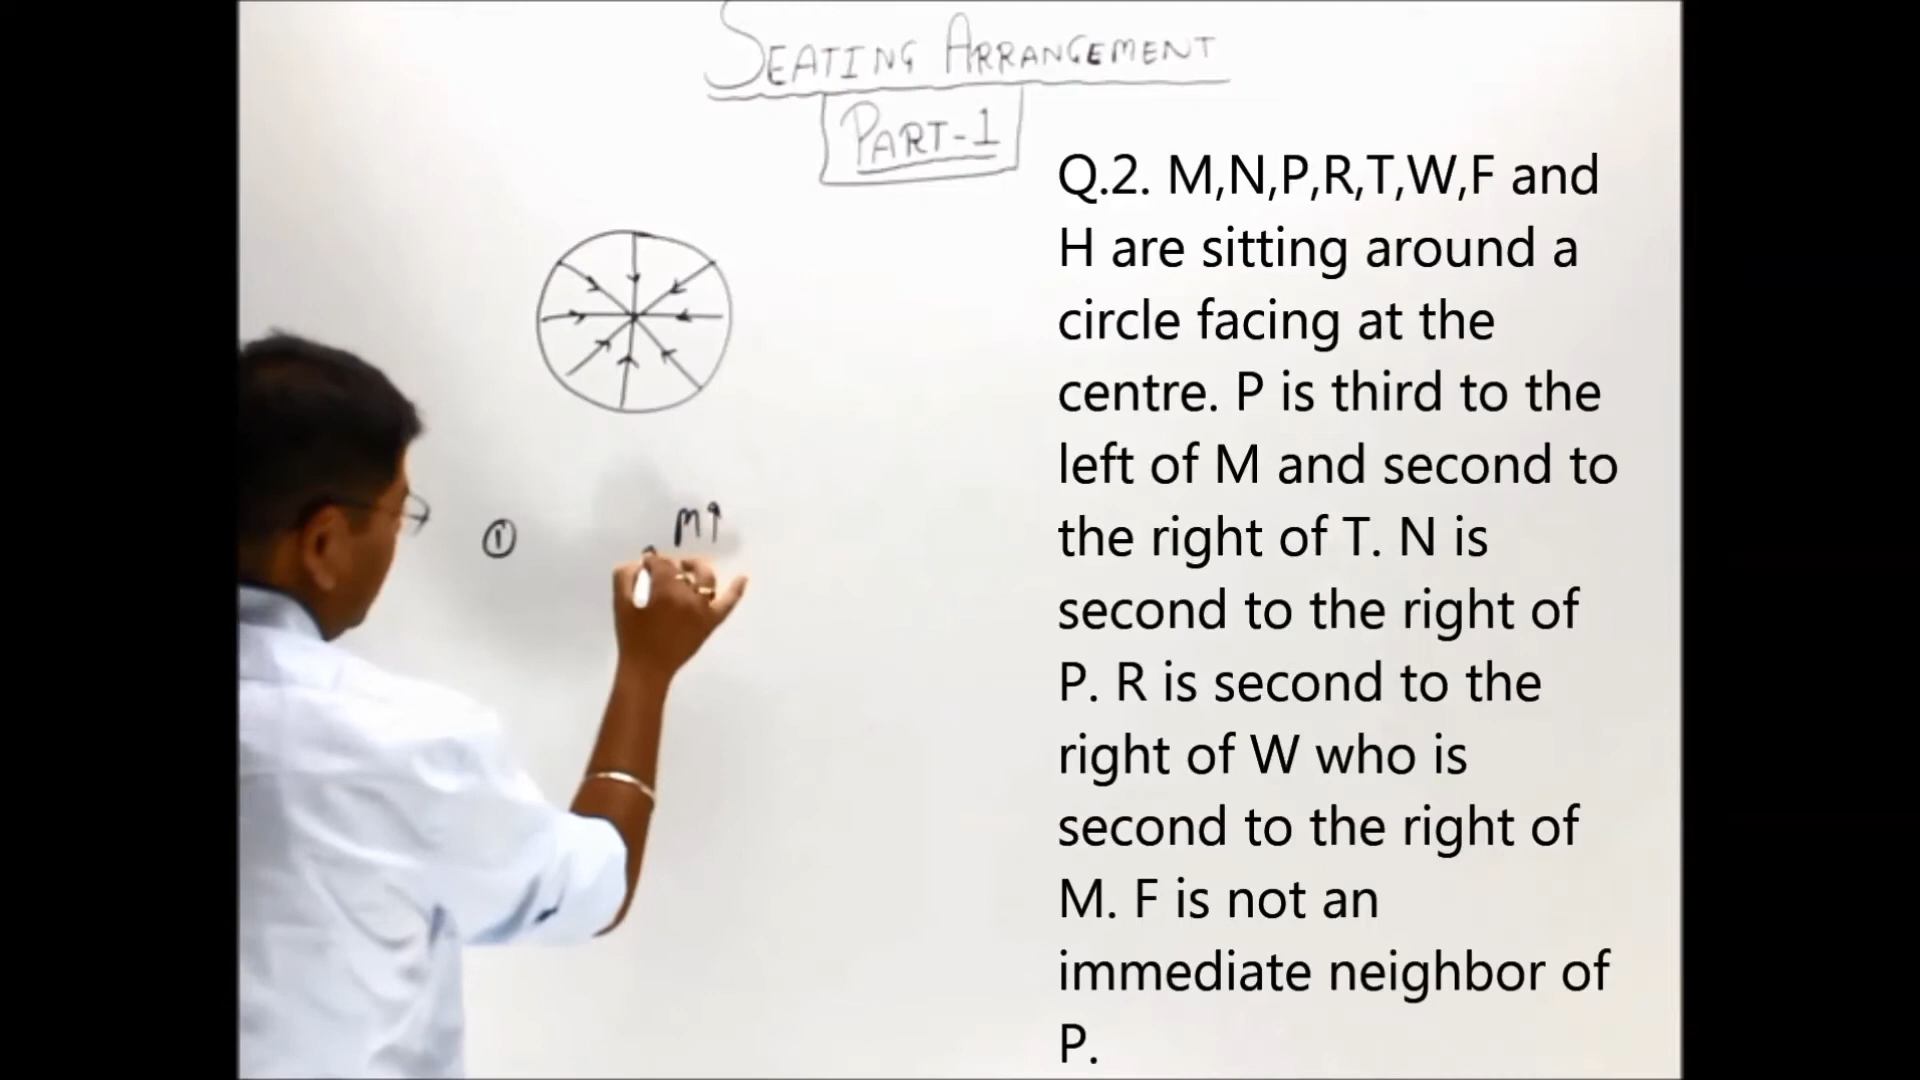 SEATING ARRANGEMENT
PART-1
Q.2. M,N,P,R,T,W,F and
H are sitting around a
circle facing at the
centre. P is third to the
left of M and second to
the right of T. N is
second to the right of
P. R is second to the
right of W who is
second to the right of
M. F is not an
immediate neighbor of
P.
① M↑